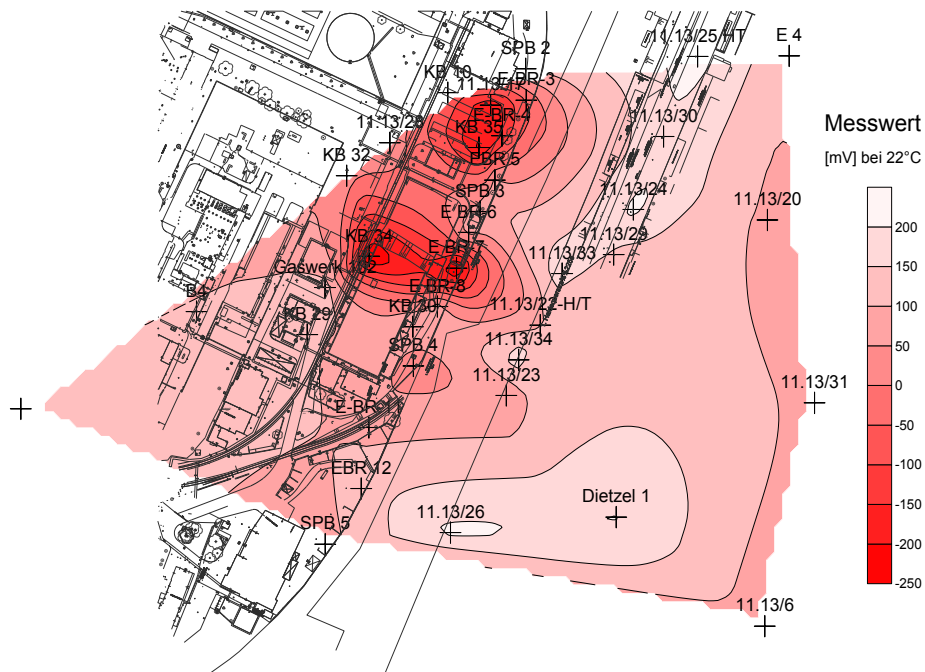 11.13/25 HT
E 4
SPB 2
KB 10
E-BR-3
E-BR-4
KB 35
11.13/28
11.13/30
KB 32
EBR 5
SPB 3
11.13/24
11.13/20
E BR-6
KB 34
E-BR-7
11.13/29
11.13/33
Gaswerk 102
E-BR-8
B4
KB 30
11.13/22-H/T
KB 29
11.13/34
SPB 4
11.13/23
11.13/31
E-BR 11
EBR 12
Dietzel 1
11.13/26
SPB 5
11.13/6
Messwert
[mV] bei 22°C
200
150
100
50
0
-50
-100
-150
-200
-250